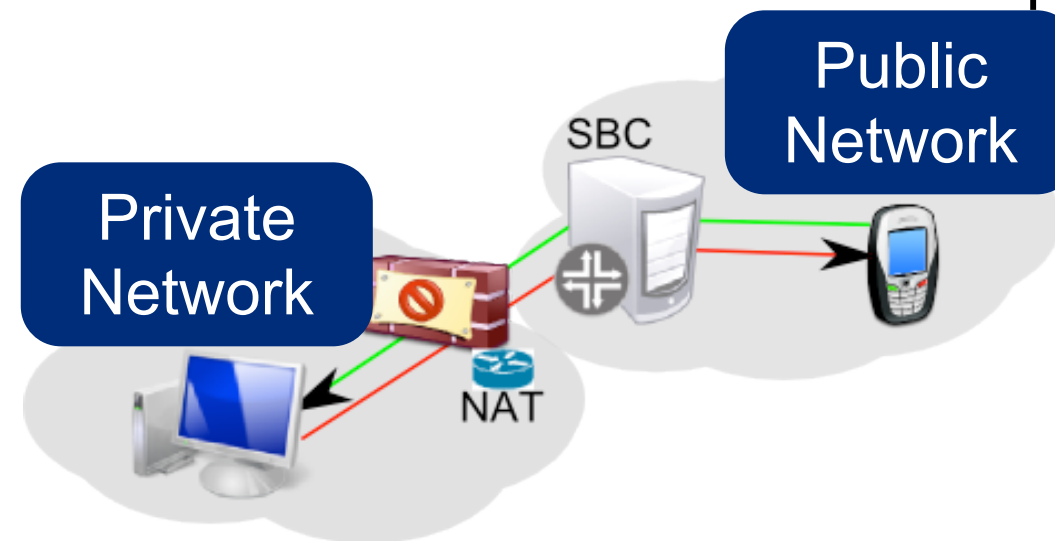 Public
Network
SBC
Private
Network
NAT